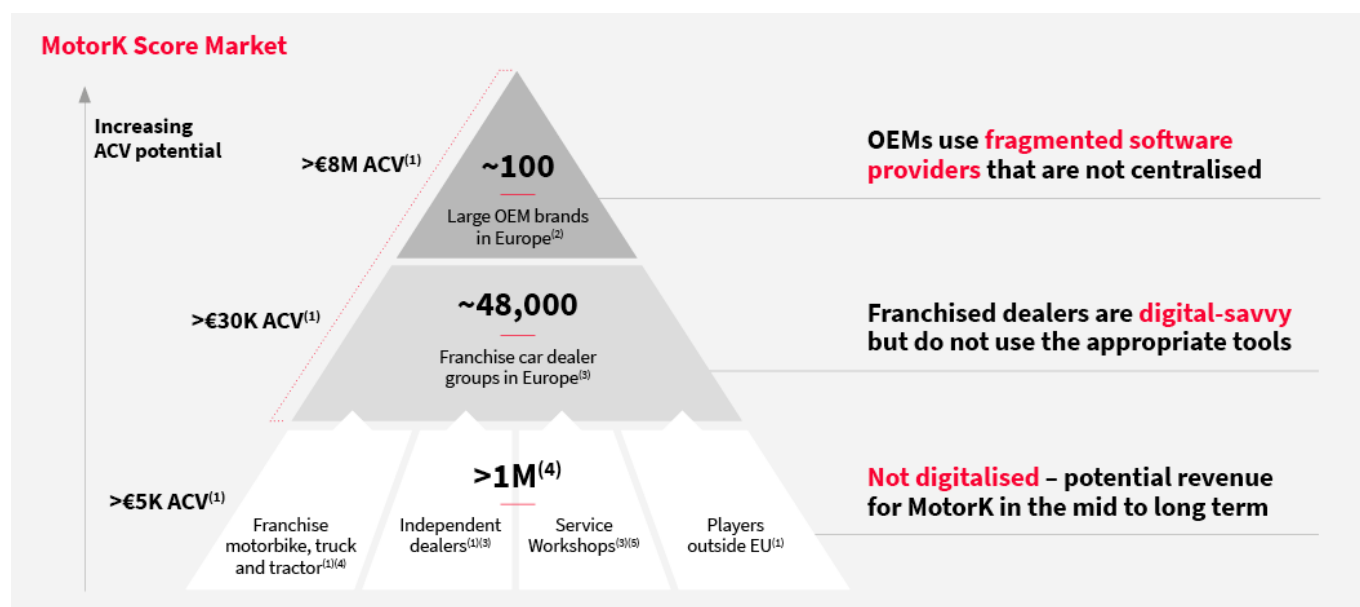 MotorK Score Market
Increasing
ACV potential
>€8M ACV(1)
~100
Large OEM brands
in Europe(2)
OEMs use fragmented software
providers that are not centralised
>€30K ACV(1)
~48,000
Franchise car dealer
groups in Europe(3)
Franchised dealers are digital-savvy
but do not use the appropriate tools
>€5K ACV(1)
>1M(4)
Franchise
motorbike, truck
and tractor(1)(4)
Independent
dealers(1)(3)
Service
Workshops(3)(5)
Players
outside EU(1)
Not digitalised – potential revenue
for MotorK in the mid to long term